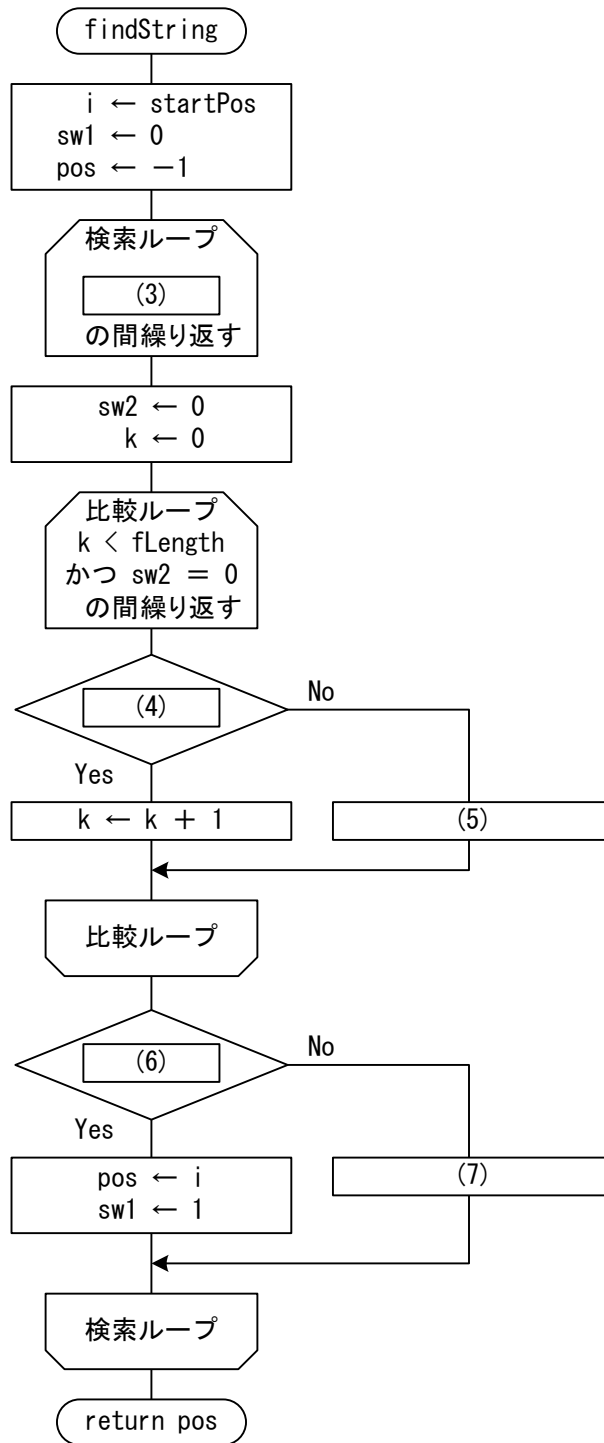 findString
i ← startPos
sw1 ← 0
pos ← －1
検索ループ
(3)
の間繰り返す
sw2 ← 0
k ← 0
比較ループ
k < fLength
かつ sw2 ＝ 0
の間繰り返す
(4)
No
Yes
k ← k + 1
(5)
比較ループ
(6)
No
Yes
pos ← i
sw1 ← 1
(7)
検索ループ
return pos